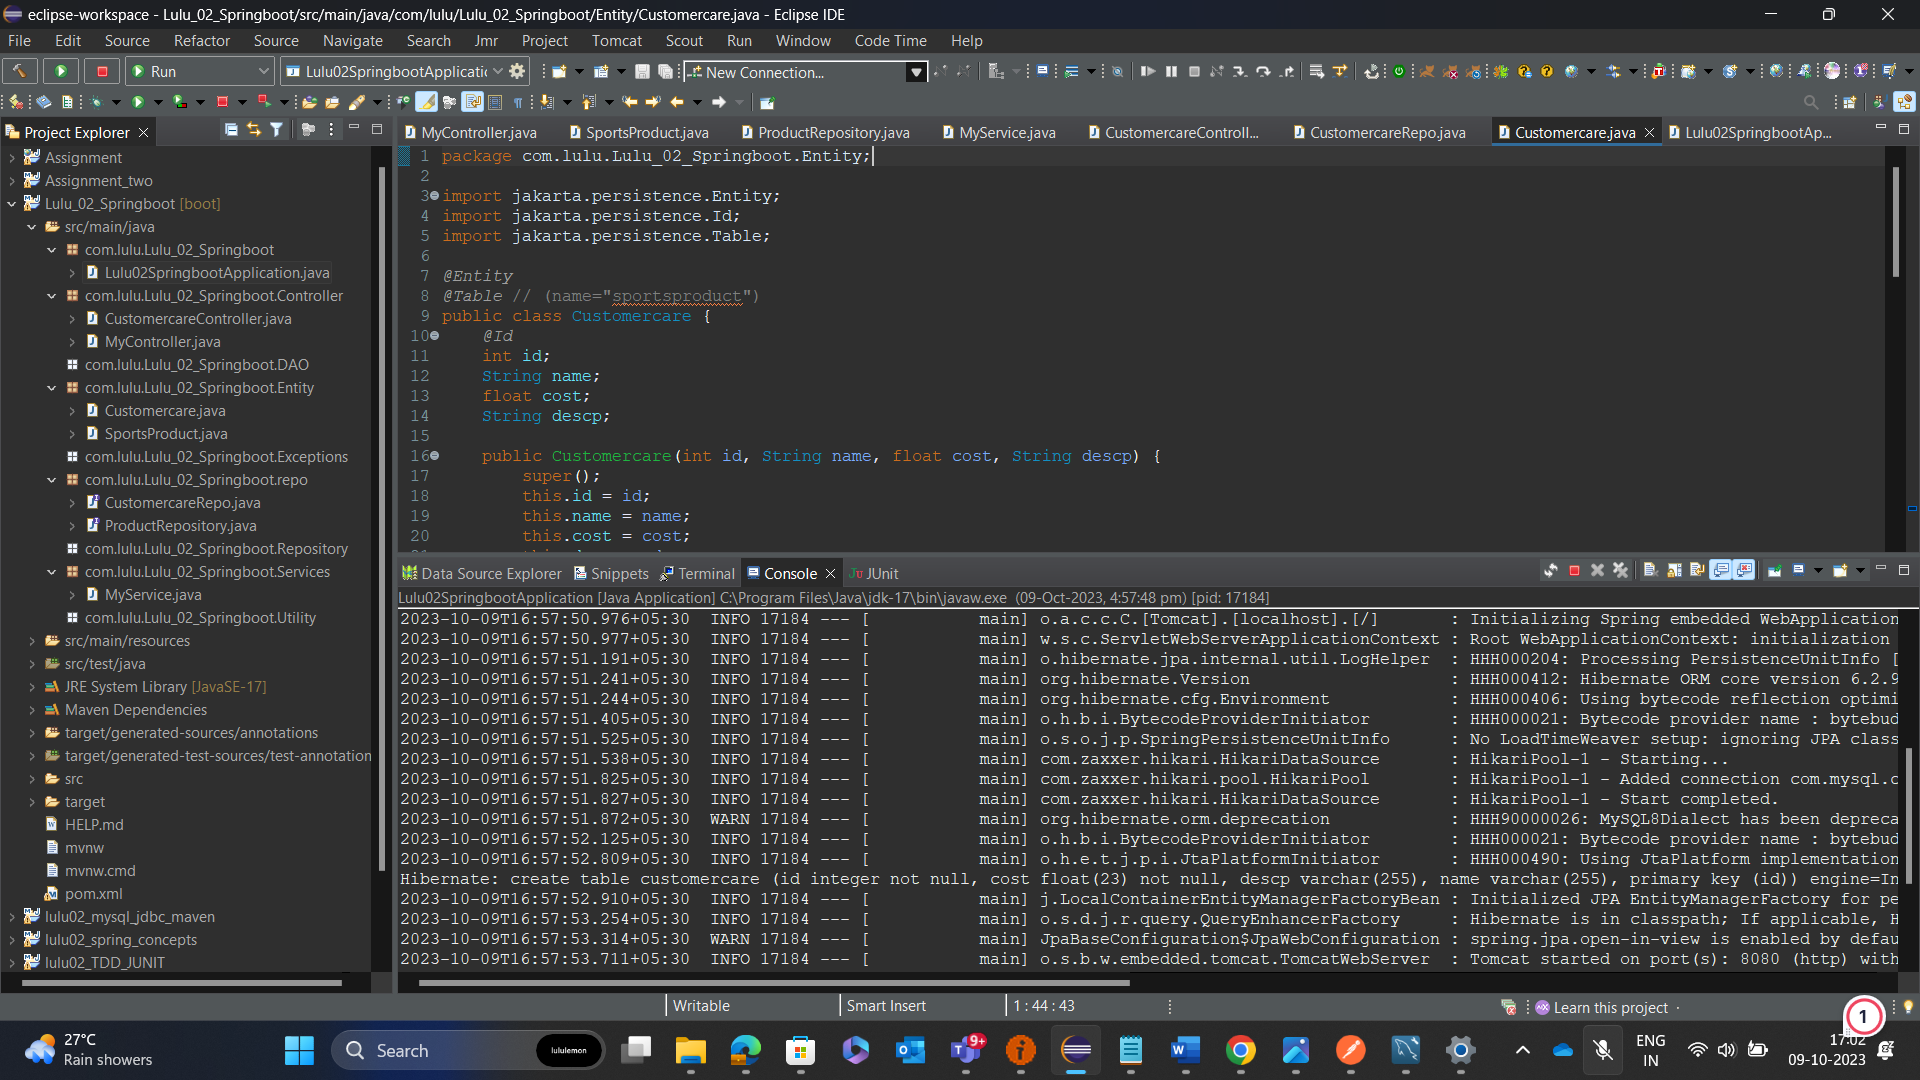 eclipse-workspace - Lulu_02_Springboot/src/main/java/com/lulu/Lulu_02_Springboot/Entity/Customercare.java - Eclipse IDE
File Edit Source Refactor Source Navigate Search Jmr Project Tomcat Scout Run Window Code Time Help
Run Lulu02SpringbootApplicatic New Connection...
Project Explorer
MyController.java SportsProduct.java ProductRepository.java MyService.java CustomercareControll... CustomercareRepo.java Customercare.java Lulu02SpringbootAp...
Assignment
Assignment_two
Lulu_02_Springboot [boot]
src/main/java
com.lulu.Lulu_02_Springboot
Lulu02SpringbootApplication.java
com.lulu.Lulu_02_Springboot.Controller
CustomercareController.java
MyController.java
com.lulu.Lulu_02_Springboot.DAO
com.lulu.Lulu_02_Springboot.Entity
Customercare.java
SportsProduct.java
com.lulu.Lulu_02_Springboot.Exceptions
com.lulu.Lulu_02_Springboot.repo
CustomercareRepo.java
ProductRepository.java
com.lulu.Lulu_02_Springboot.Repository
com.lulu.Lulu_02_Springboot.Services
MyService.java
com.lulu.Lulu_02_Springboot.Utility
src/main/resources
src/test/java
JRE System Library [JavaSE-17]
Maven Dependencies
target/generated-sources/annotations
target/generated-test-sources/test-annotation
src
target
HELP.md
mvnw
mvnw.cmd
pom.xml
lulu02_mysql_jdbc_maven
lulu02_spring_concepts
lulu02_TDD_JUNIT
1 package com.lulu.Lulu_02_Springboot.Entity;
2
3 import jakarta.persistence.Entity;
4 import jakarta.persistence.Id;
5 import jakarta.persistence.Table;
6
7 @Entity
8 @Table // (name="sportsproduct")
9 public class Customercare {
10 @Id
11 int id;
12 String name;
13 float cost;
14 String descp;
15
16 public Customercare(int id, String name, float cost, String descp) {
17 super();
18 this.id = id;
19 this.name = name;
20 this.cost = cost;
Data Source Explorer Snippets Terminal Console Ju JUnit
Lulu02SpringbootApplication [Java Application] C:\Program Files\Java\jdk-17\bin\javaw.exe (09-Oct-2023, 4:57:48 pm) [pid: 17184]
2023-10-09T16:57:50.976+05:30 INFO 17184 --- [ main] o.a.c.c.C.[Tomcat].[localhost].[/] : Initializing Spring embedded WebApplication
2023-10-09T16:57:50.977+05:30 INFO 17184 --- [ main] w.s.c.ServletWebServerApplicationContext : Root WebApplicationContext: initialization
2023-10-09T16:57:51.191+05:30 INFO 17184 --- [ main] o.hibernate.jpa.internal.util.LogHelper : HHH000204: Processing PersistenceUnitInfo [
2023-10-09T16:57:51.241+05:30 INFO 17184 --- [ main] org.hibernate.Version : HHH000412: Hibernate ORM core version 6.2.9
2023-10-09T16:57:51.244+05:30 INFO 17184 --- [ main] org.hibernate.cfg.Environment : HHH000406: Using bytecode reflection optimi
2023-10-09T16:57:51.405+05:30 INFO 17184 --- [ main] o.h.b.i.BytecodeProviderInitiator : HHH000021: Bytecode provider name : bytebud
2023-10-09T16:57:51.525+05:30 INFO 17184 --- [ main] o.s.o.j.p.SpringPersistenceUnitInfo : No LoadTimeWeaver setup: ignoring JPA class
2023-10-09T16:57:51.538+05:30 INFO 17184 --- [ main] com.zaxxer.hikari.HikariDataSource : HikariPool-1 - Starting...
2023-10-09T16:57:51.825+05:30 INFO 17184 --- [ main] com.zaxxer.hikari.pool.HikariPool : HikariPool-1 - Added connection com.mysql.c
2023-10-09T16:57:51.827+05:30 INFO 17184 --- [ main] com.zaxxer.hikari.HikariDataSource : HikariPool-1 - Start completed.
2023-10-09T16:57:51.872+05:30 WARN 17184 --- [ main] org.hibernate.orm.deprecation : HHH90000026: MySQL8Dialect has been depreca
2023-10-09T16:57:52.125+05:30 INFO 17184 --- [ main] o.h.b.i.BytecodeProviderInitiator : HHH000021: Bytecode provider name : bytebud
2023-10-09T16:57:52.809+05:30 INFO 17184 --- [ main] o.h.e.t.j.p.i.JtaPlatformInitiator : HHH000490: Using JtaPlatform implementation
Hibernate: create table customercare (id integer not null, cost float(23) not null, descp varchar(255), name varchar(255), primary key (id)) engine=In
2023-10-09T16:57:52.910+05:30 INFO 17184 --- [ main] j.LocalContainerEntityManagerFactoryBean : Initialized JPA EntityManagerFactory for pe
2023-10-09T16:57:53.254+05:30 INFO 17184 --- [ main] o.s.d.j.r.query.QueryEnhancerFactory : Hibernate is in classpath; If applicable, H
2023-10-09T16:57:53.314+05:30 WARN 17184 --- [ main] JpaBaseConfiguration$JpaWebConfiguration : spring.jpa.open-in-view is enabled by defau
2023-10-09T16:57:53.711+05:30 INFO 17184 --- [ main] o.s.b.w.embedded.tomcat.TomcatWebServer : Tomcat started on port(s): 8080 (http) with
Writable Smart Insert 1 : 44 : 43 Learn this project
1
27°C
Rain showers
Search
lululemon
9+
ENG
IN
17:02
09-10-2023